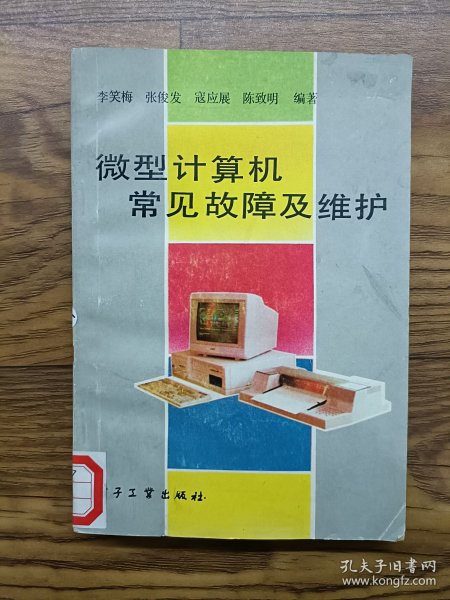 李笑梅 张俊发 寇应展 陈致明 编著
微型计算机
常见故障及维护
子工业出版社
孔夫子旧书网
www.kongfz.com